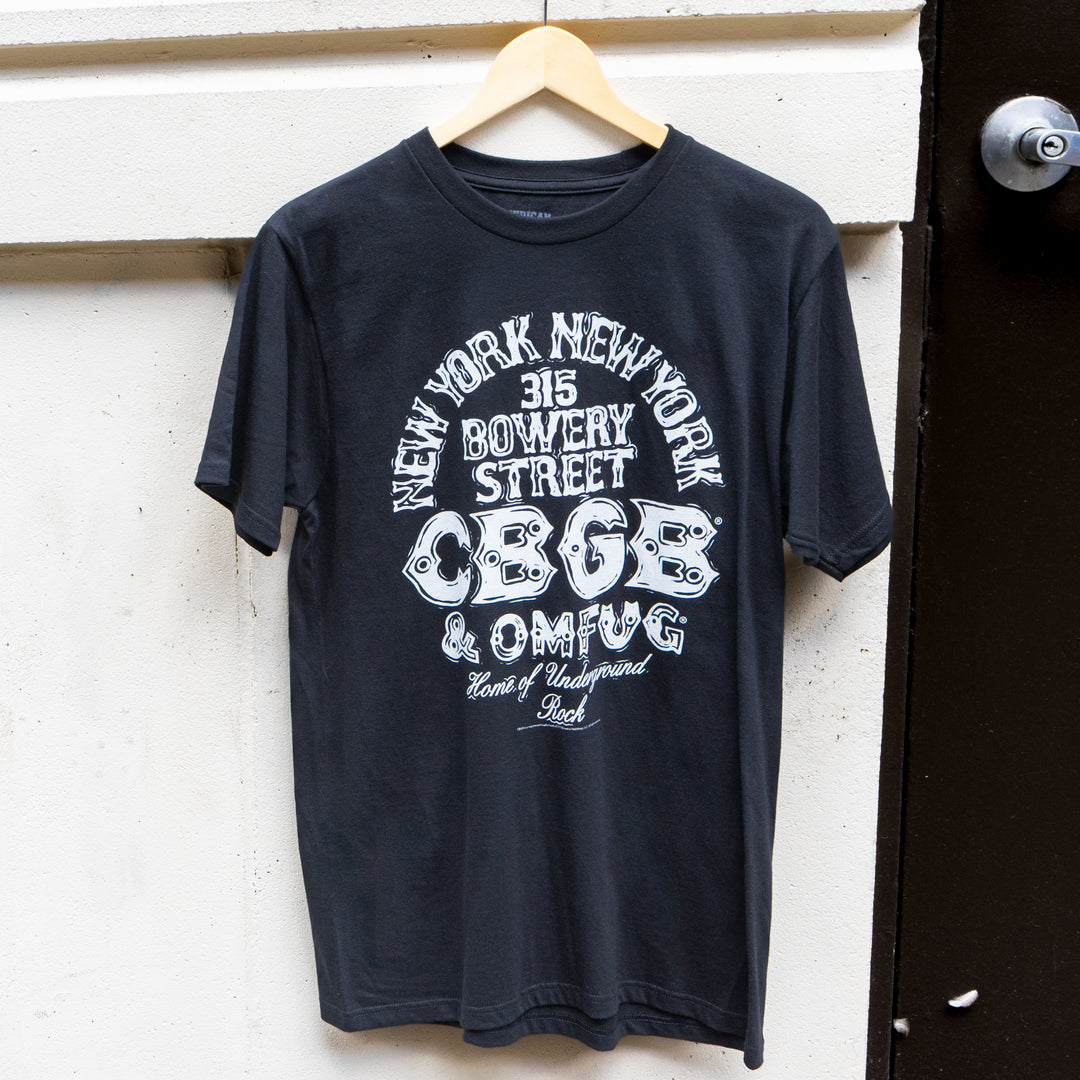 NEW YORK NEW YORK
315
BOWERY
STREET
CBGB®
& OMFUG®
Home of Underground
Rock